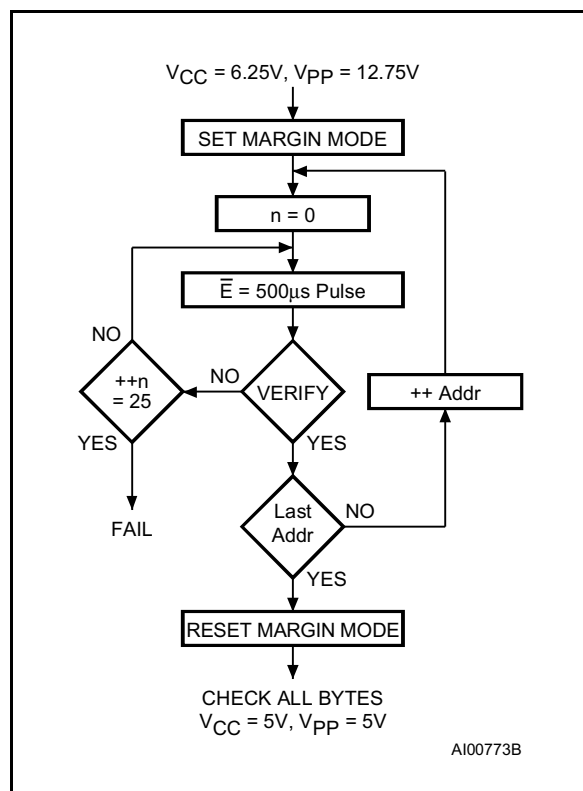 VCC = 6.25V, VPP = 12.75V
SET MARGIN MODE
n = 0
E̅ = 500µs Pulse
NO
++n
= 25
NO
VERIFY
++ Addr
YES
YES
Last
Addr
NO
FAIL
YES
RESET MARGIN MODE
CHECK ALL BYTES
VCC = 5V, VPP = 5V
AI00773B